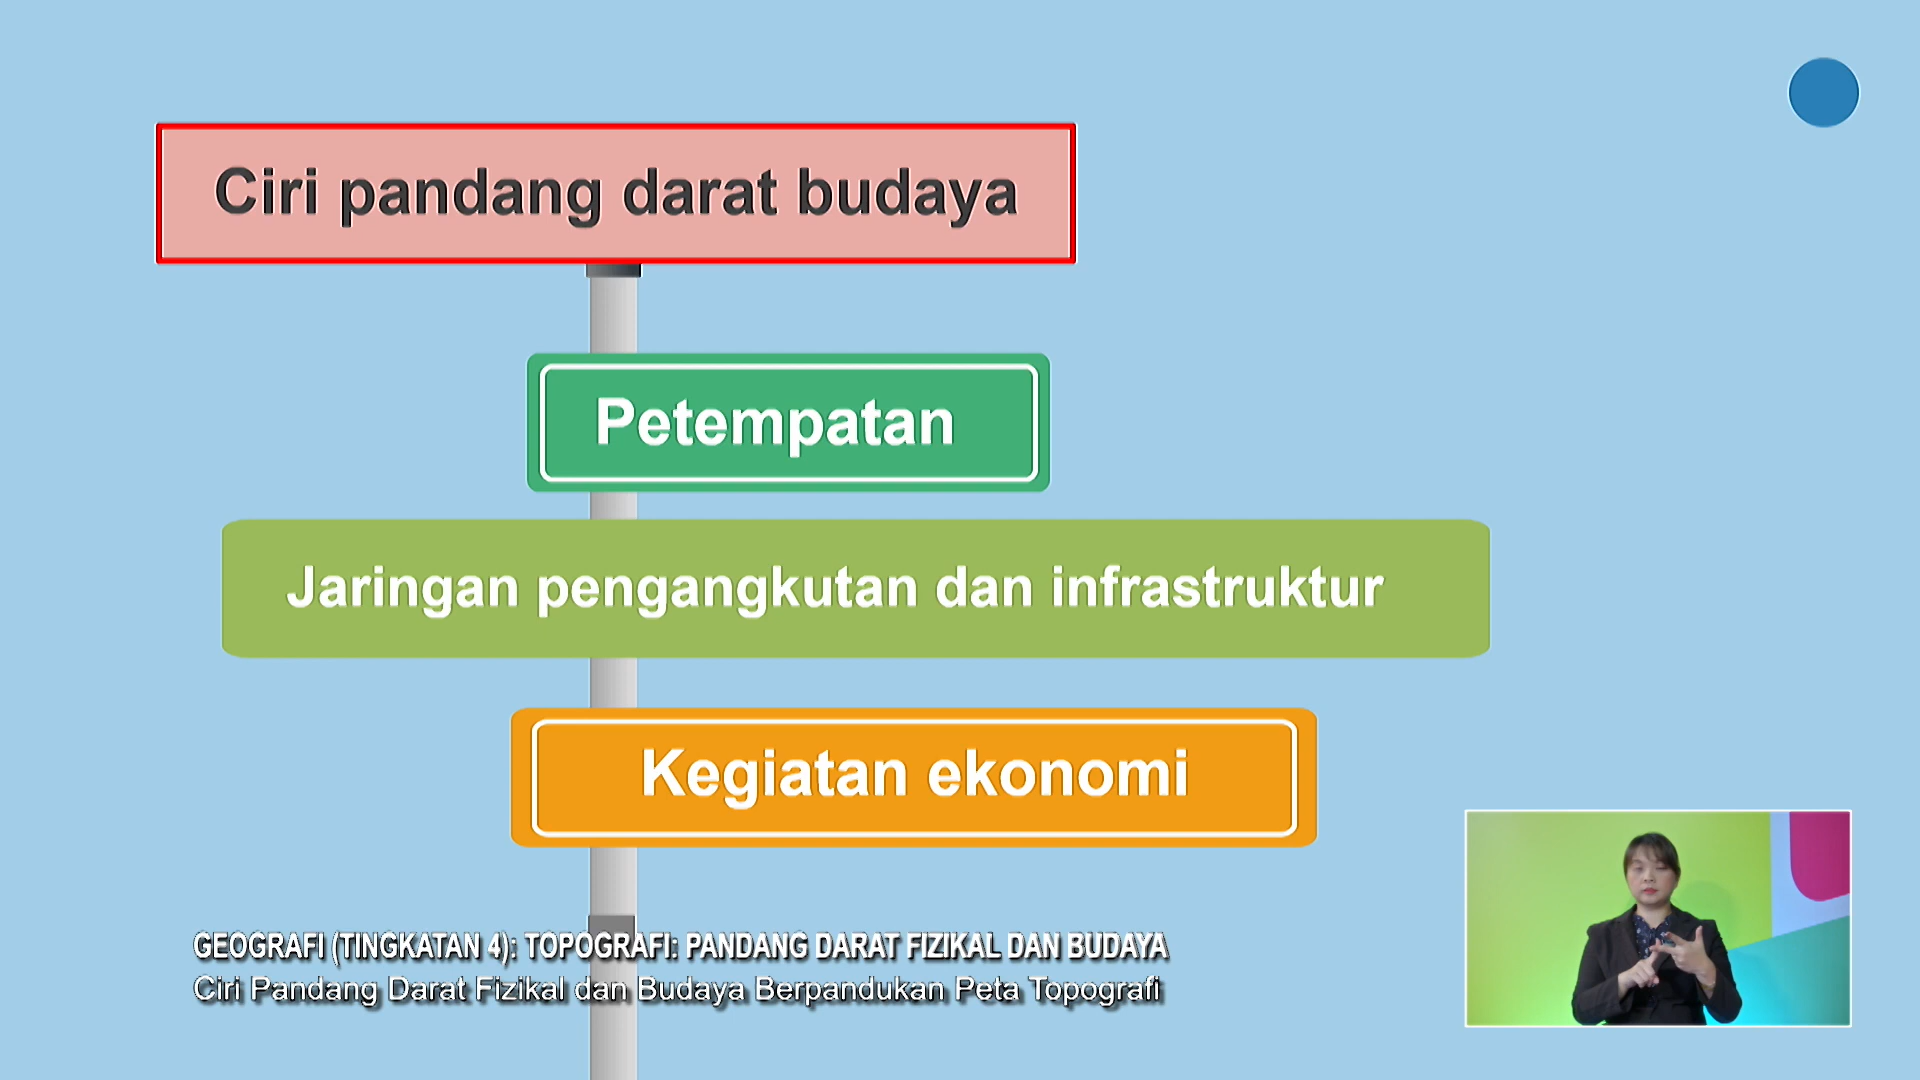 Ciri pandang darat budaya
Petempatan
Jaringan pengangkutan dan infrastruktur
Kegiatan ekonomi
GEOGRAFI (TINGKATAN 4): TOPOGRAFI: PANDANG DARAT FIZIKAL DAN BUDAYA
Ciri Pandang Darat Fizikal dan Budaya Berpandukan Peta Topografi